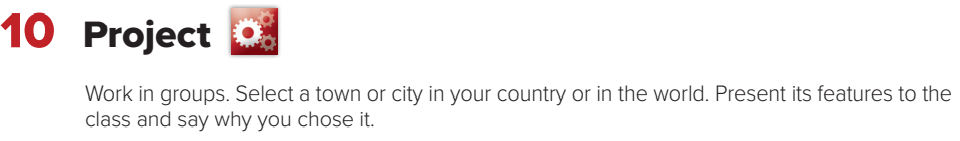 10 Project
Work in groups. Select a town or city in your country or in the world. Present its features to the
class and say why you chose it.